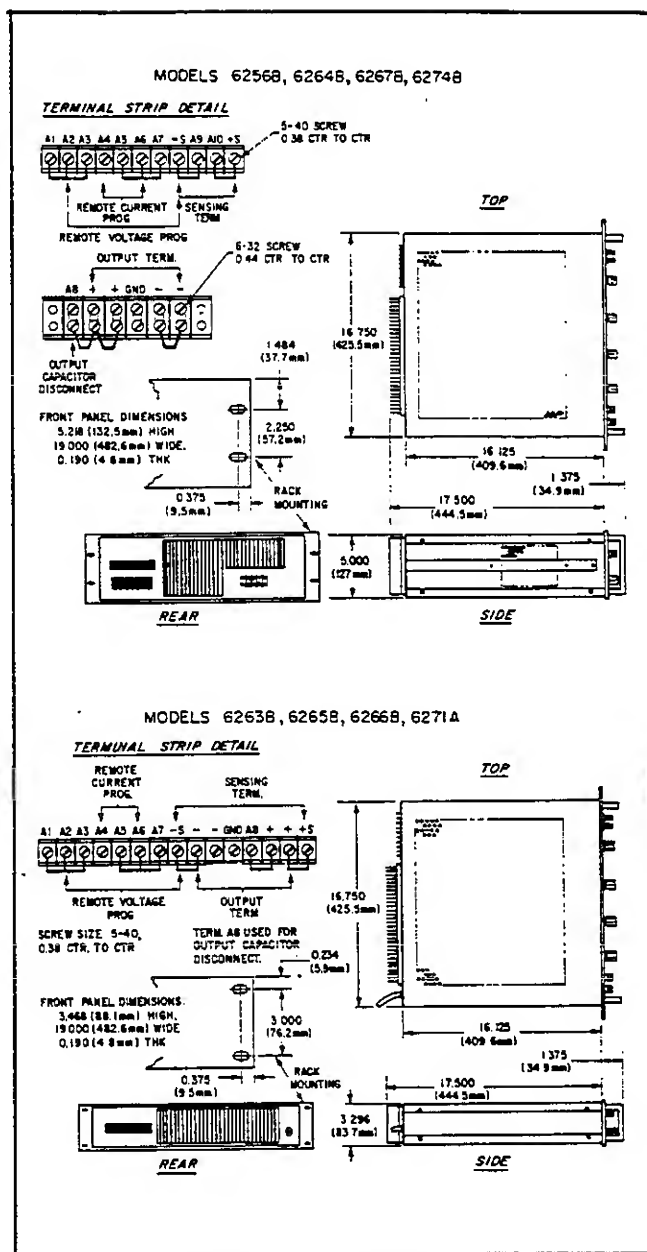 MODELS 6256B, 6264B, 6267B, 6274B
TERMINAL STRIP DETAIL
A1 A2 A3 A4 A5 A6 A7 -S A9 A10 +S
5-40 SCREW
0.38 CTR TO CTR
REMOTE CURRENT
PROG
SENSING
TERM
REMOTE VOLTAGE PROG
OUTPUT TERM.
A8 + + GND - -
6-32 SCREW
0.44 CTR TO CTR
OUTPUT
CAPACITOR
DISCONNECT
FRONT PANEL DIMENSIONS
5.218 (132,5mm) HIGH
19.000 (482,6mm) WIDE,
0.190 (4 8mm) THK
1.484
(37.7mm)
2.250
(57.2mm)
0.375
(9,5mm)
RACK
MOUNTING
REAR
TOP
16.750
(425.5mm)
16.125
(409.6mm)
1.375
(34.9mm)
17.500
(444.5mm)
5.000
(127mm)
SIDE
MODELS 6263B, 6265B, 6266B, 6271A
TERMINAL STRIP DETAIL
REMOTE
CURRENT
PROG.
SENSING
TERM.
A1 A2 A3 A4 A5 A6 A7 -S - - GND A8 + + +S
REMOTE VOLTAGE
PROG
OUTPUT
TERM
SCREW SIZE 5-40,
0.38 CTR. TO CTR
TERM. A8 USED FOR
OUTPUT CAPACITOR
DISCONNECT.
0.234
(5.9mm)
FRONT PANEL DIMENSIONS:
3.468 (88.1mm) HIGH,
19.000 (482.6mm) WIDE
0.190 (4 8mm) THK
3.000
(76.2mm)
0.375
(9.5mm)
RACK
MOUNTING
REAR
TOP
16.750
(425.5mm)
16.125
(409.6mm)
1.375
(34.9mm)
17.500
(444.5mm)
3.296
(83.7mm)
SIDE